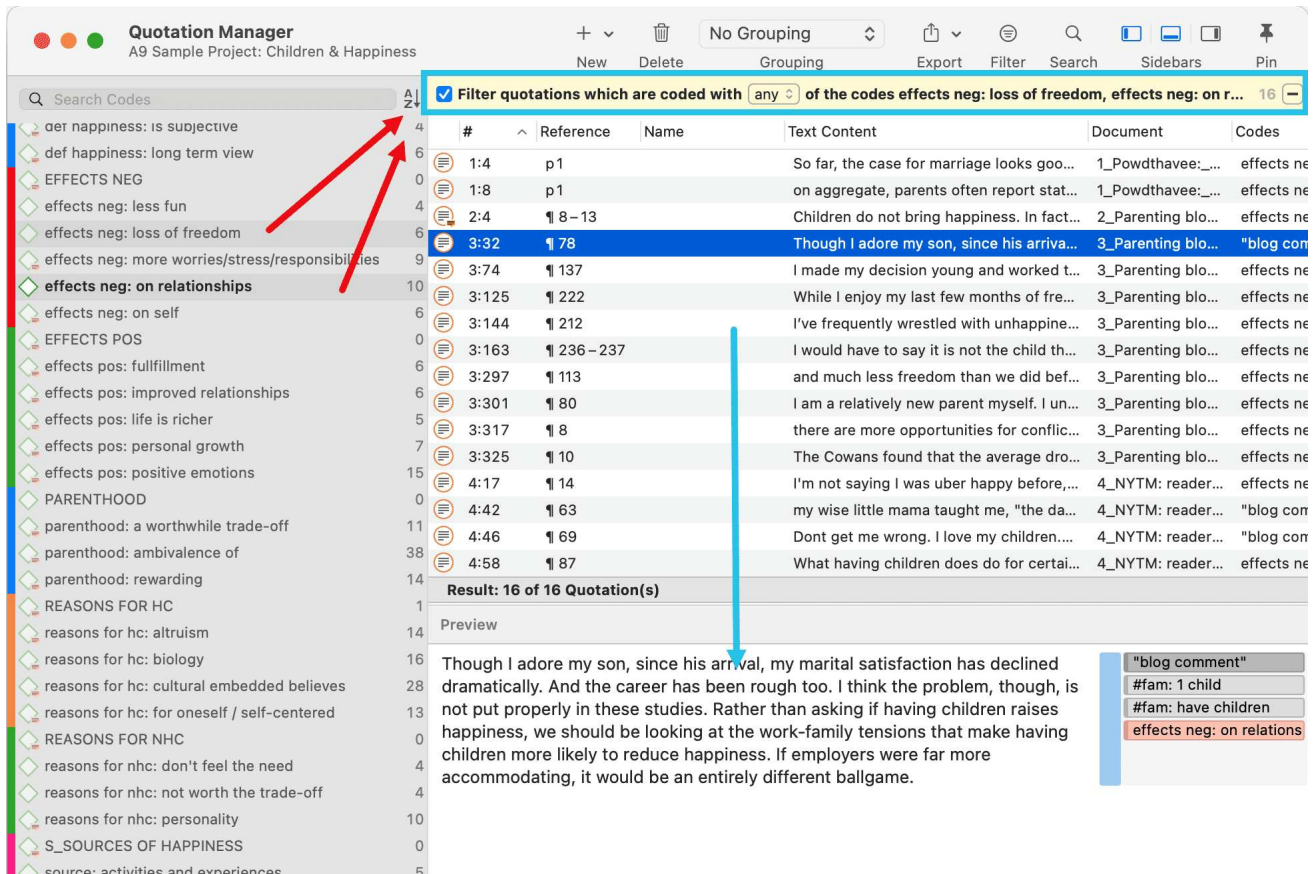 Quotation Manager
A9 Sample Project: Children & Happiness
No Grouping
New Delete Grouping Export Filter Search Sidebars Pin
Search Codes
A
Z
def happiness: is subjective 4
def happiness: long term view 6
EFFECTS NEG 0
effects neg: less fun 4
effects neg: loss of freedom 6
effects neg: more worries/stress/responsibilities 9
effects neg: on relationships 10
effects neg: on self 6
EFFECTS POS 0
effects pos: fullfillment 6
effects pos: improved relationships 6
effects pos: life is richer 5
effects pos: personal growth 7
effects pos: positive emotions 15
PARENTHOOD 0
parenthood: a worthwhile trade-off 11
parenthood: ambivalence of 38
parenthood: rewarding 14
REASONS FOR HC 1
reasons for hc: altruism 14
reasons for hc: biology 16
reasons for hc: cultural embedded believes 28
reasons for hc: for oneself / self-centered 13
REASONS FOR NHC 0
reasons for nhc: don't feel the need 4
reasons for nhc: not worth the trade-off 4
reasons for nhc: personality 10
S_SOURCES OF HAPPINESS 0
source: activities and experiences 5
Filter quotations which are coded with any of the codes effects neg: loss of freedom, effects neg: on r... 16
# Reference Name Text Content Document Codes
1:4 p 1 So far, the case for marriage looks goo... 1_Powdthavee:_... effects ne
1:8 p 1 on aggregate, parents often report stat... 1_Powdthavee:_... effects ne
2:4 ¶ 8–13 Children do not bring happiness. In fact... 2_Parenting blo... effects ne
3:32 ¶ 78 Though I adore my son, since his arriva... 3_Parenting blo... "blog com
3:74 ¶ 137 I made my decision young and worked t... 3_Parenting blo... effects ne
3:125 ¶ 222 While I enjoy my last few months of fre... 3_Parenting blo... effects ne
3:144 ¶ 212 I've frequently wrestled with unhappine... 3_Parenting blo... effects ne
3:163 ¶ 236–237 I would have to say it is not the child th... 3_Parenting blo... effects ne
3:297 ¶ 113 and much less freedom than we did bef... 3_Parenting blo... effects ne
3:301 ¶ 80 I am a relatively new parent myself. I un... 3_Parenting blo... effects ne
3:317 ¶ 8 there are more opportunities for conflic... 3_Parenting blo... effects ne
3:325 ¶ 10 The Cowans found that the average dro... 3_Parenting blo... effects ne
4:17 ¶ 14 I'm not saying I was uber happy before,... 4_NYTM: reader... effects ne
4:42 ¶ 63 my wise little mama taught me, "the da... 4_NYTM: reader... "blog com
4:46 ¶ 69 Dont get me wrong. I love my children.... 4_NYTM: reader... "blog com
4:58 ¶ 87 What having children does do for certai... 4_NYTM: reader... effects ne
Result: 16 of 16 Quotation(s)
Preview
Though I adore my son, since his arrival, my marital satisfaction has declined
dramatically. And the career has been rough too. I think the problem, though, is
not put properly in these studies. Rather than asking if having children raises
happiness, we should be looking at the work-family tensions that make having
children more likely to reduce happiness. If employers were far more
accommodating, it would be an entirely different ballgame.
"blog comment"
#fam: 1 child
#fam: have children
effects neg: on relations